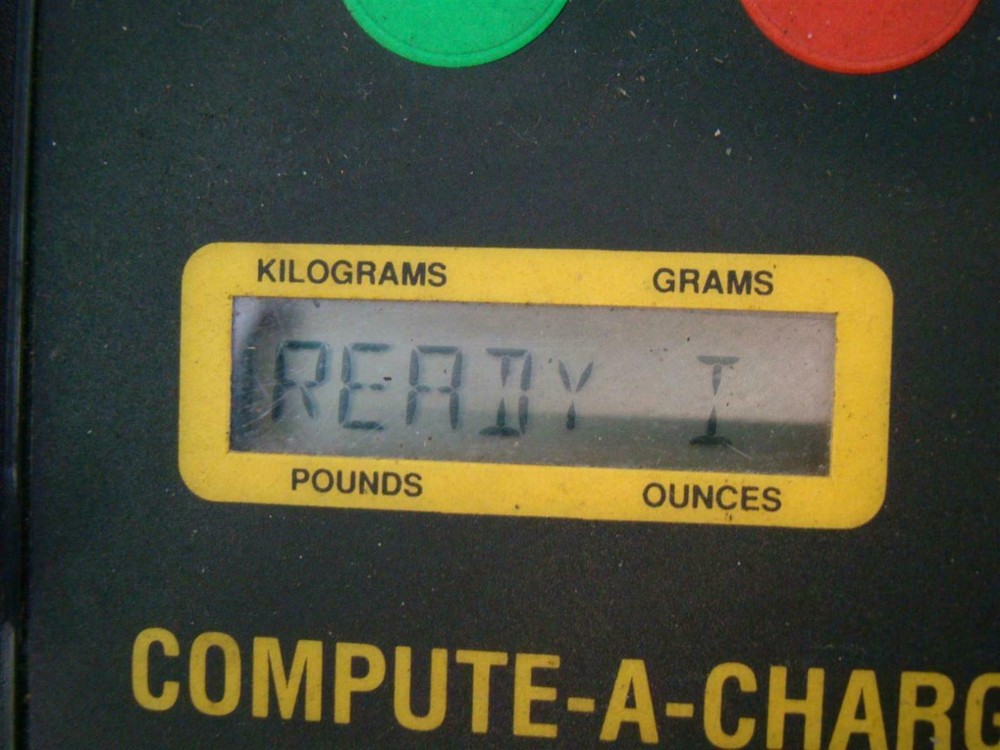 KILOGRAMS GRAMS
READY I
POUNDS OUNCES
COMPUTE-A-CHARG